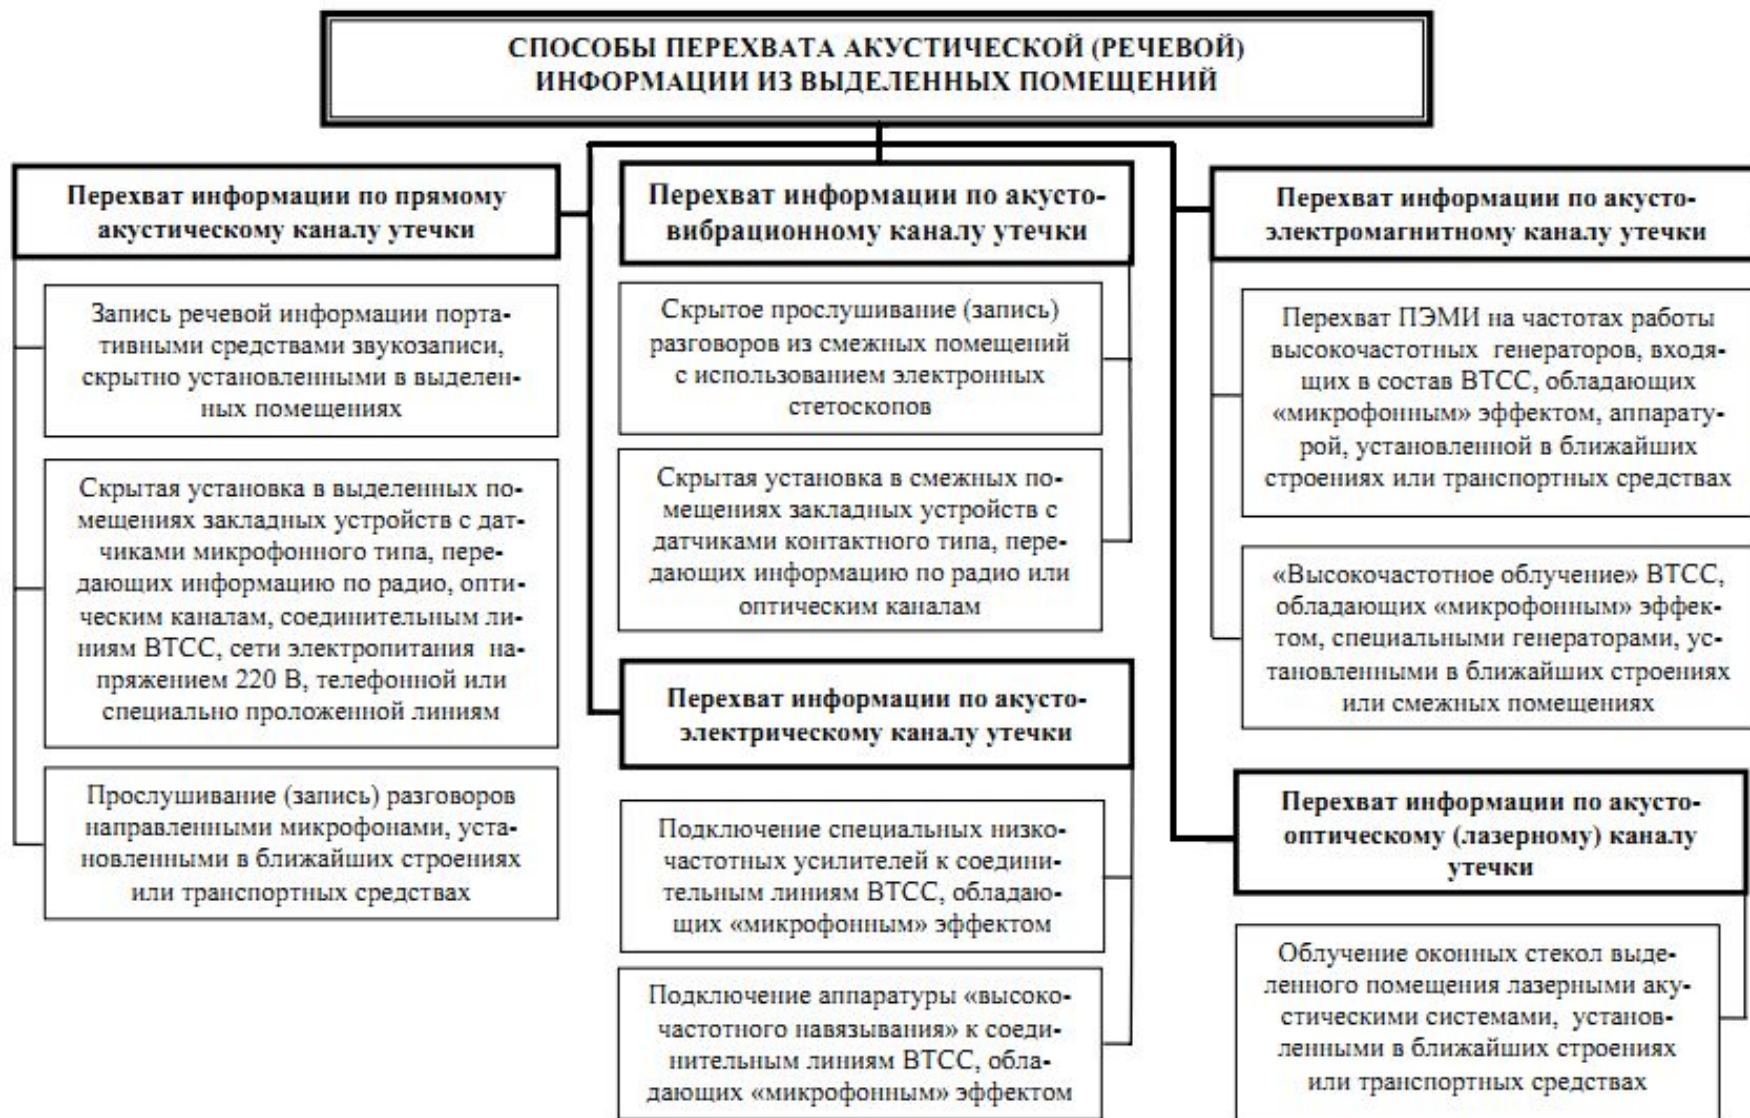 СПОСОБЫ ПЕРЕХВАТА АКУСТИЧЕСКОЙ (РЕЧЕВОЙ)
ИНФОРМАЦИИ ИЗ ВЫДЕЛЕННЫХ ПОМЕЩЕНИЙ
Перехват информации по прямому
акустическому каналу утечки
Запись речевой информации порта-
тивными средствами звукозаписи,
скрытно установленными в выделен-
ных помещениях
Скрытая установка в выделенных по-
мещениях закладных устройств с дат-
чиками микрофонного типа, пере-
дающих информацию по радио, опти-
ческим каналам, соединительным ли-
ниям ВТСС, сети электропитания на-
пряжением 220 В, телефонной или
специально проложенной линиям
Прослушивание (запись) разговоров
направленными микрофонами, уста-
новленными в ближайших строениях
или транспортных средствах
Перехват информации по акусто-
вибрационному каналу утечки
Скрытое прослушивание (запись)
разговоров из смежных помещений
с использованием электронных
стетоскопов
Скрытая установка в смежных по-
мещениях закладных устройств с
датчиками контактного типа, пере-
дающих информацию по радио или
оптическим каналам
Перехват информации по акусто-
электрическому каналу утечки
Подключение специальных низко-
частотных усилителей к соедини-
тельным линиям ВТСС, обладаю-
щих «микрофонным» эффектом
Подключение аппаратуры «высоко-
частотного навязывания» к соеди-
нительным линиям ВТСС, обла-
дающих «микрофонным» эффектом
Перехват информации по акусто-
электромагнитному каналу утечки
Перехват ПЭМИ на частотах работы
высокочастотных генераторов, входя-
щих в состав ВТСС, обладающих
«микрофонным» эффектом, аппарату-
рой, установленной в ближайших
строениях или транспортных средствах
«Высокочастотное облучение» ВТСС,
обладающих «микрофонным» эффек-
том, специальными генераторами, ус-
тановленными в ближайших строениях
или смежных помещениях
Перехват информации по акусто-
оптическому (лазерному) каналу
утечки
Облучение оконных стекол выде-
ленного помещения лазерными аку-
стическими системами, установ-
ленными в ближайших строениях
или транспортных средствах